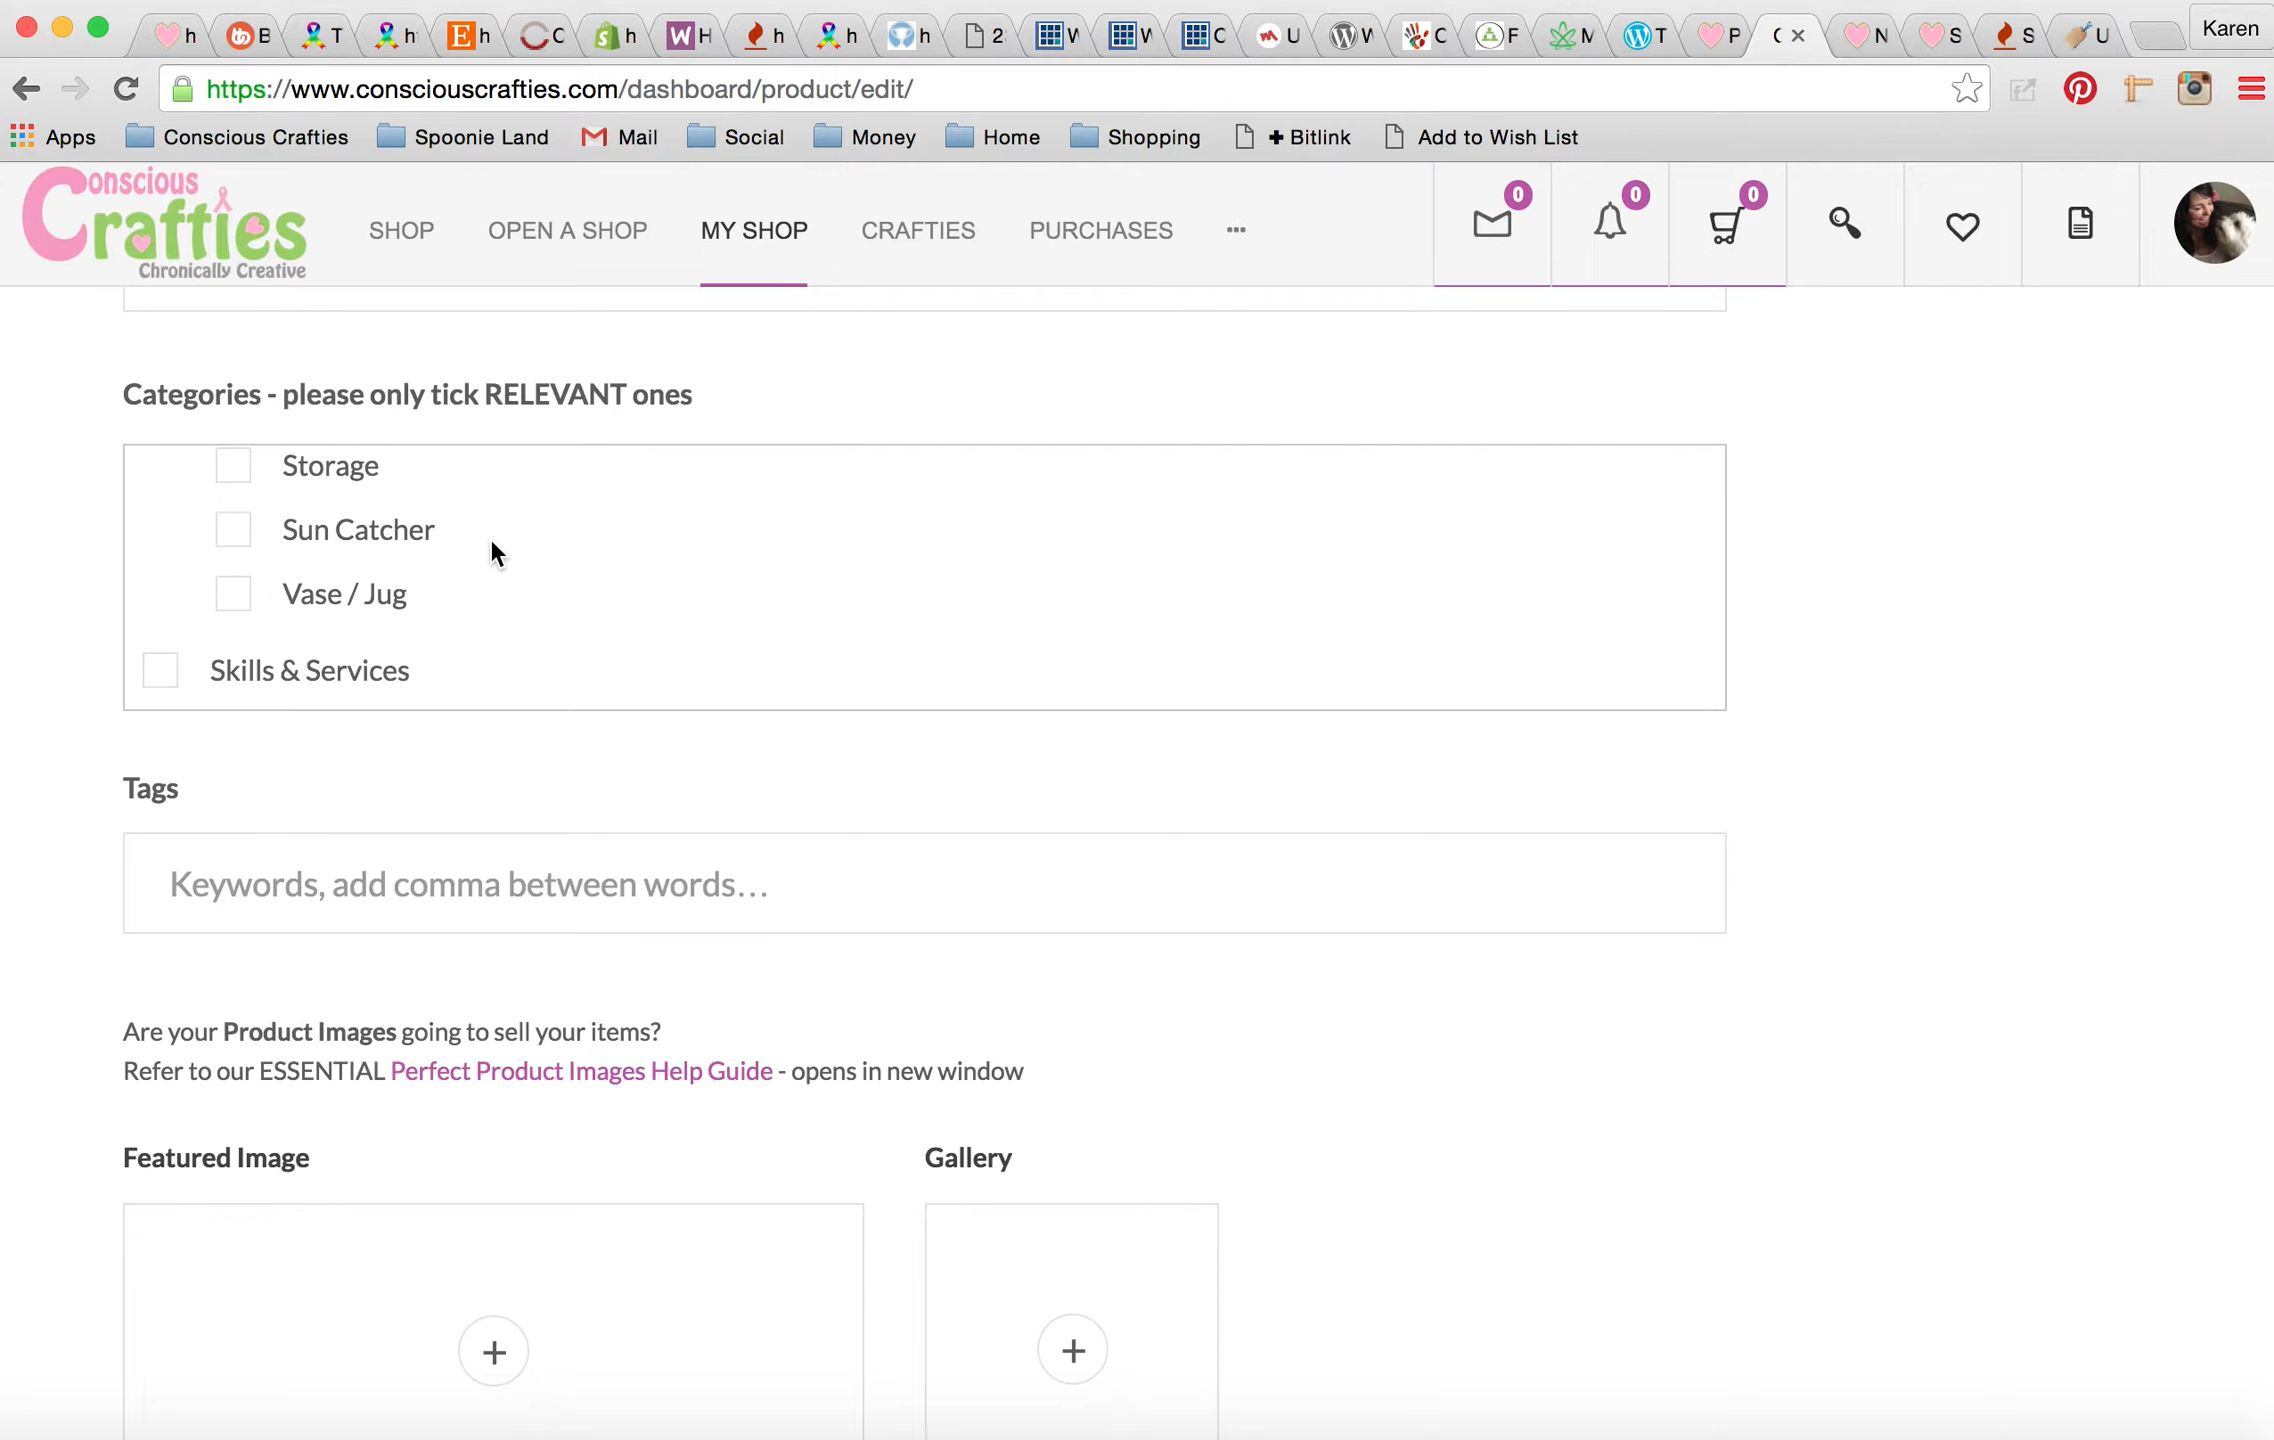 h B T h h C h W H h h h 2 W W C U W C F M T P C N S S U Karen
https://www.consciouscrafties.com/dashboard/product/edit/
Apps Conscious Crafties Spoonie Land Mail Social Money Home Shopping + Bitlink Add to Wish List
Conscious
Crafties
Chronically Creative
SHOP OPEN A SHOP MY SHOP CRAFTIES PURCHASES ... 0 0 0
Categories - please only tick RELEVANT ones
Storage
Sun Catcher
Vase / Jug
Skills & Services
Tags
Keywords, add comma between words...
Are your Product Images going to sell your items?
Refer to our ESSENTIAL Perfect Product Images Help Guide - opens in new window
Featured Image Gallery
+ +